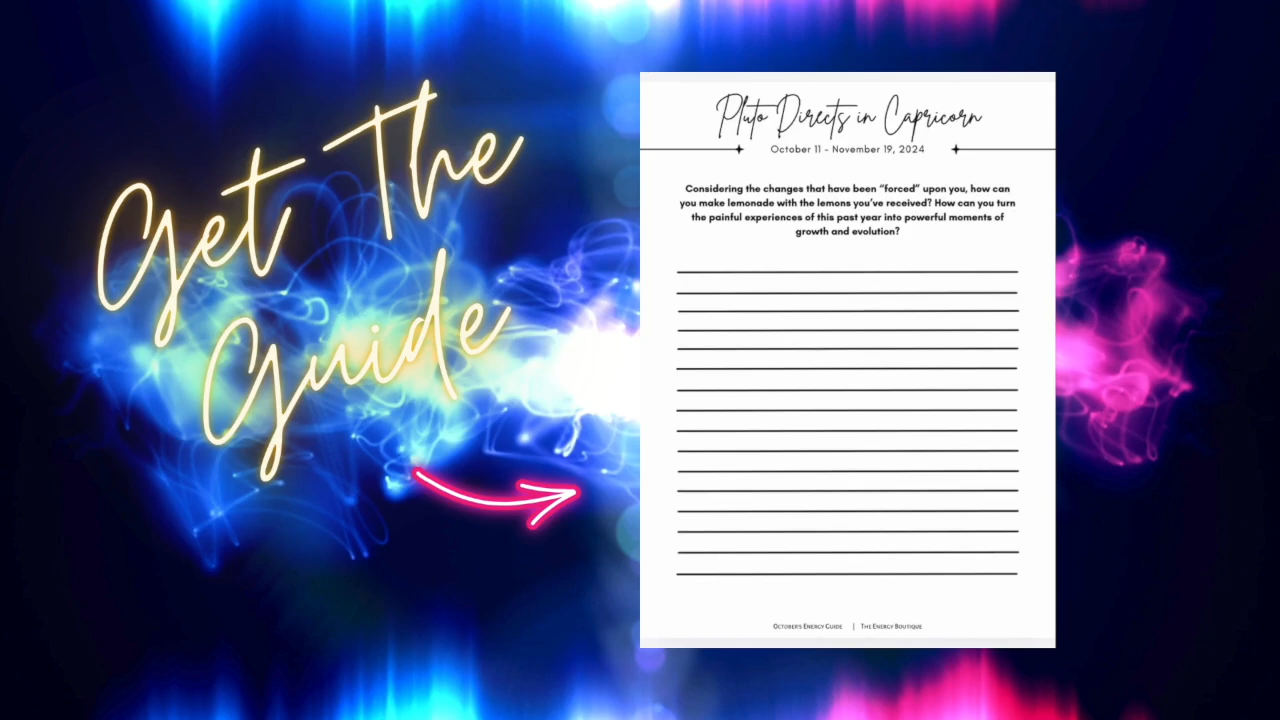 Get The
Guide
Pluto Directs in Capricorn
October 11 - November 19, 2024
Considering the changes that have been “forced” upon you, how can
you make lemonade with the lemons you’ve received? How can you turn
the painful experiences of this past year into powerful moments of
growth and evolution?
October's Energy Guide | The Energy Boutique